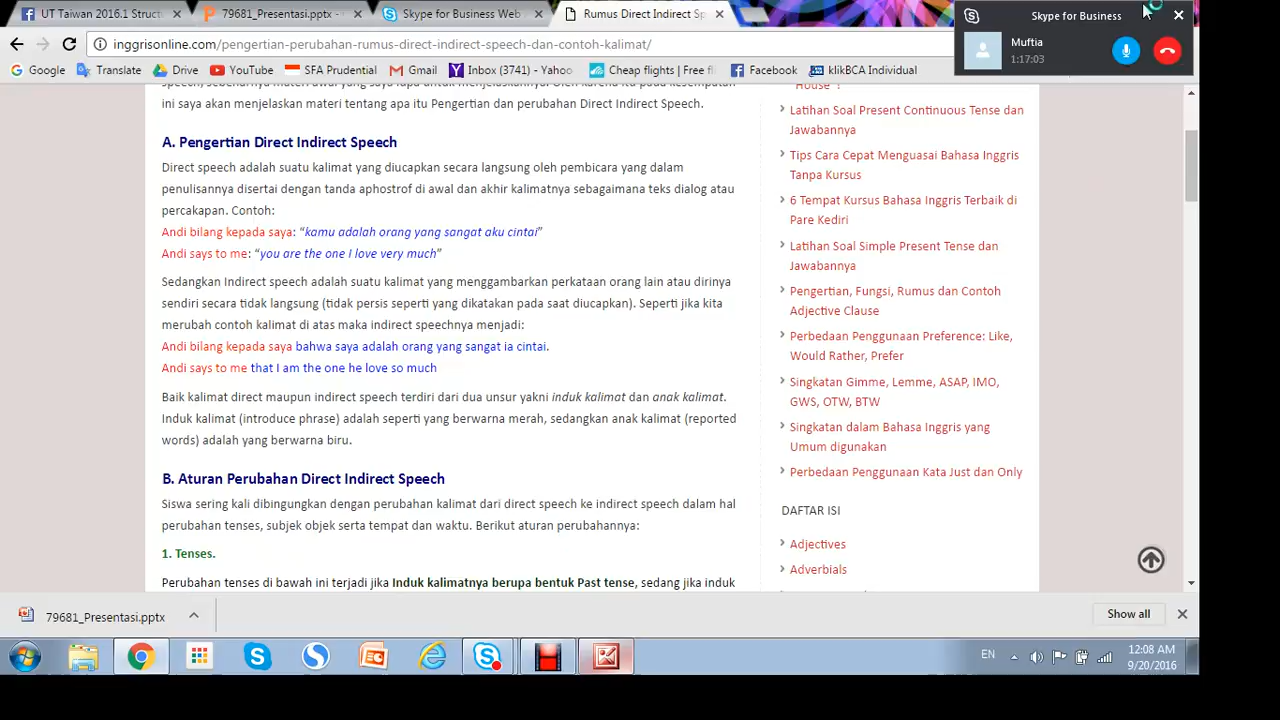 UT Taiwan 2016.1 Struct
79681_Presentasi.pptx -
Skype for Business Web
Rumus Direct Indirect Sp
Skype for Business
Muftia
1:17:03
inggrisonline.com/pengertian-perubahan-rumus-direct-indirect-speech-dan-contoh-kalimat/
Google
Translate
Drive
YouTube
SFA Prudential
Gmail
Inbox (3741) - Yahoo
Cheap flights | Free fl
Facebook
klikBCA Individual
ini saya akan menjelaskan materi tentang apa itu Pengertian dan perubahan Direct Indirect Speech.
A. Pengertian Direct Indirect Speech
Direct speech adalah suatu kalimat yang diucapkan secara langsung oleh pembicara yang dalam
penulisannya disertai dengan tanda aphostrof di awal dan akhir kalimatnya sebagaimana teks dialog atau
percakapan. Contoh:
Andi bilang kepada saya: “kamu adalah orang yang sangat aku cintai”
Andi says to me: “you are the one I love very much”
Sedangkan Indirect speech adalah suatu kalimat yang menggambarkan perkataan orang lain atau dirinya
sendiri secara tidak langsung (tidak persis seperti yang dikatakan pada saat diucapkan). Seperti jika kita
merubah contoh kalimat di atas maka indirect speechnya menjadi:
Andi bilang kepada saya bahwa saya adalah orang yang sangat ia cintai.
Andi says to me that I am the one he love so much
Baik kalimat direct maupun indirect speech terdiri dari dua unsur yakni induk kalimat dan anak kalimat.
Induk kalimat (introduce phrase) adalah seperti yang berwarna merah, sedangkan anak kalimat (reported
words) adalah yang berwarna biru.
B. Aturan Perubahan Direct Indirect Speech
Siswa sering kali dibingungkan dengan perubahan kalimat dari direct speech ke indirect speech dalam hal
perubahan tenses, subjek objek serta tempat dan waktu. Berikut aturan perubahannya:
1. Tenses.
Perubahan tenses di bawah ini terjadi jika Induk kalimatnya berupa bentuk Past tense, sedang jika induk
House"?
Latihan Soal Present Continuous Tense dan
Jawabannya
Tips Cara Cepat Menguasai Bahasa Inggris
Tanpa Kursus
6 Tempat Kursus Bahasa Inggris Terbaik di
Pare Kediri
Latihan Soal Simple Present Tense dan
Jawabannya
Pengertian, Fungsi, Rumus dan Contoh
Adjective Clause
Perbedaan Penggunaan Preference: Like,
Would Rather, Prefer
Singkatan Gimme, Lemme, ASAP, IMO,
GWS, OTW, BTW
Singkatan dalam Bahasa Inggris yang
Umum digunakan
Perbedaan Penggunaan Kata Just dan Only
DAFTAR ISI
Adjectives
Adverbials
79681_Presentasi.pptx
Show all
EN
12:08 AM
9/20/2016